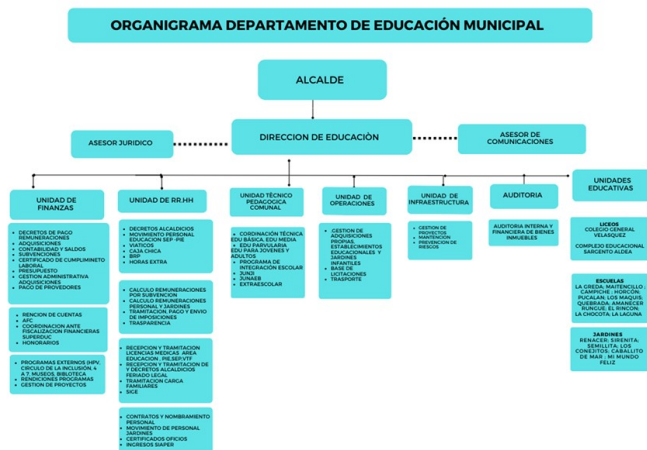 ORGANIGRAMA DEPARTAMENTO DE EDUCACIÓN MUNICIPAL
ALCALDE
ASESOR JURIDICO
DIRECCION DE EDUCACIÒN
ASESOR DE
COMUNICACIONES
UNIDAD DE
FINANZAS
DECRETOS DE PAGO
REMUNERACIONES
ADQUISICIONES
CONTABILIDAD Y SALDOS
SUBVENCIONES
CERTIFICADO DE CUMPLIMINETO
LABORAL
PRESUPUESTO
GESTION ADMINISTRATIVA
ADQUISICIONES
PAGO DE PROVEDORES
RENCION DE CUENTAS
AFC
COORDINACION ANTE
FISCALIZACION FINANCIERAS
SUPEREDUC
HONORARIOS
PROGRAMAS EXTERNOS (HPV,
CIRCULO DE LA INCLUSIÓN, 4
A 7. MUSEOS, BIBLOTECA
RENDICIONES PROGRAMAS
GESTION DE PROYECTOS
UNIDAD DE RR.HH
DECRETOS ALCALDICIOS
MOVIMIENTO PERSONAL
EDUCACION SEP -PIE
VIATICOS
CAJA CHICA
BRP
HORAS EXTRA
CALCULO REMUNERACIONES
POR SUBVENCION
CALCULO REMUNERACIONES
PERSONAL Y JARDINES
TRAMITACION, PAGO Y ENVIO
DE IMPOSICIONES
TRASPARENCIA
RECEPCION Y TRAMITACION
LICENCIAS MEDICAS AREA
EDUCACION , PIE,SEP,VTF
RECEPCION Y TRAMITACION DE
Y DECRETOS ALCALDICIOS
FERIADO LEGAL
TRAMITACION CARGA
FAMILIARES
SIGE
CONTRATOS Y NOMBRAMIENTO
PERSONAL
MOVIMIENTO DE PERSONAL
JARDINES
CERTIFICADOS OFICIOS
INGRESOS SIAPER
UNIDAD TÉCNICO
PEDAGOGICA
COMUNAL
CORDINACIÓN TÉCNICA
EDU BÁSICA, EDU MEDIA
EDU PARVULARIA
EDU PARA JOVENES Y
ADULTOS
PROGRAMA DE
INTEGRACIÓN ESCOLAR
JUNJI
JUNAEB
EXTRAESCOLAR
UNIDAD DE
OPERACIONES
.GESTION DE
ADQUISICIONES
PROPIAS,
ESTABLECIMIENTOS
EDUCACIONALES Y
JARDINES
INFANTILES
BASE DE
LICITACIONES
TRASPORTE
UNIDAD DE
INFRAESTRUCTURA
GESTION DE
PROYECTOS
MANTENCION
PREVENCION DE
RIESGOS
AUDITORIA
AUDITORIA INTERNA Y
FINANCIERA DE BIENES
INMUEBLES
UNIDADES
EDUCATIVAS
LICEOS
COLEGIO GENERAL
VELASQUEZ
COMPLEJO EDUCACIONAL
SARGENTO ALDEA
ESCUELAS
LA GREDA; MAITENCILLO ;
CAMPICHE ; HORCÓN;
PUCALAN; LOS MAQUIS;
QUEBRADA; AMANECER
RUNGUE; EL RINCON;
LA CHOCOTA; LA LAGUNA
JARDINES
RENACER; SIRENITA;
SEMILLITA; LOS
CONEJITOS; CABALLITO
DE MAR ; MI MUNDO
FELIZ